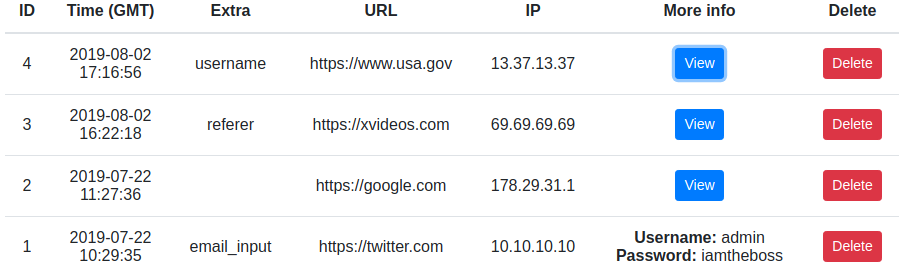 ID Time (GMT) Extra URL IP More info Delete
4 2019-08-02 17:16:56 username https://www.usa.gov 13.37.13.37 View Delete
3 2019-08-02 16:22:18 referer https://xvideos.com 69.69.69.69 View Delete
2 2019-07-22 11:27:36 https://google.com 178.29.31.1 View Delete
1 2019-07-22 10:29:35 email_input https://twitter.com 10.10.10.10 Username: admin Password: iamtheboss Delete